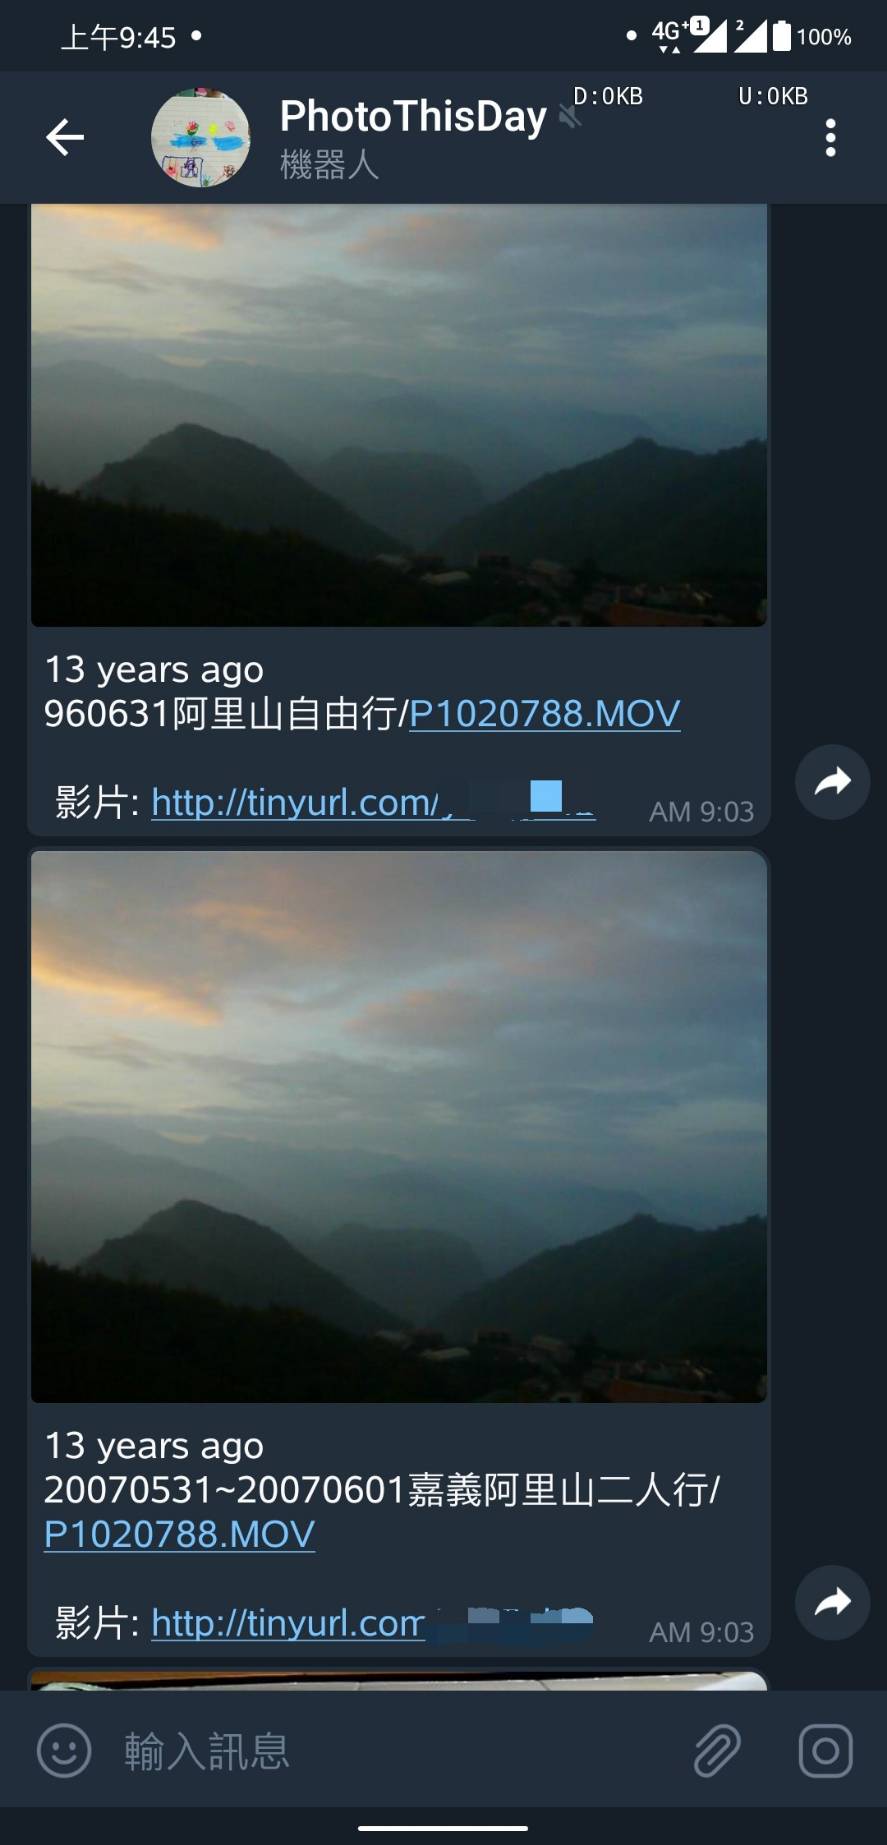 上午9:45
4G+ 1 2 100%
PhotoThisDay
D:0KB U:0KB
機器人
13 years ago
960631阿里山自由行/P1020788.MOV
影片: http://tinyurl.com/
AM 9:03
13 years ago
20070531~20070601嘉義阿里山二人行/
P1020788.MOV
影片: http://tinyurl.com
AM 9:03
輸入訊息